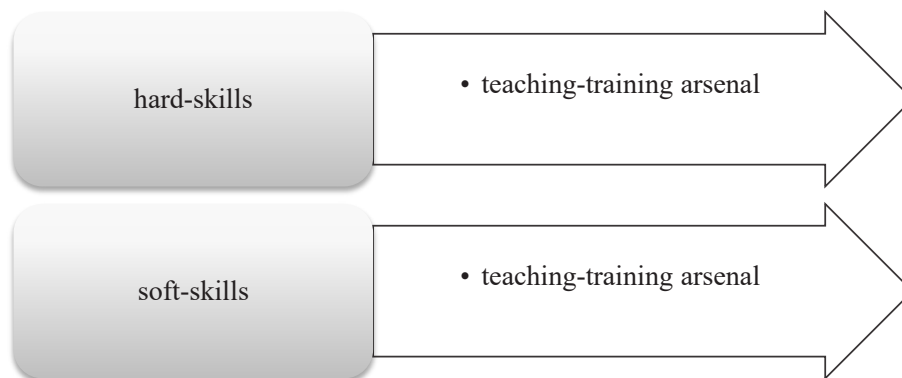 hard-skills
• teaching-training arsenal
soft-skills
• teaching-training arsenal